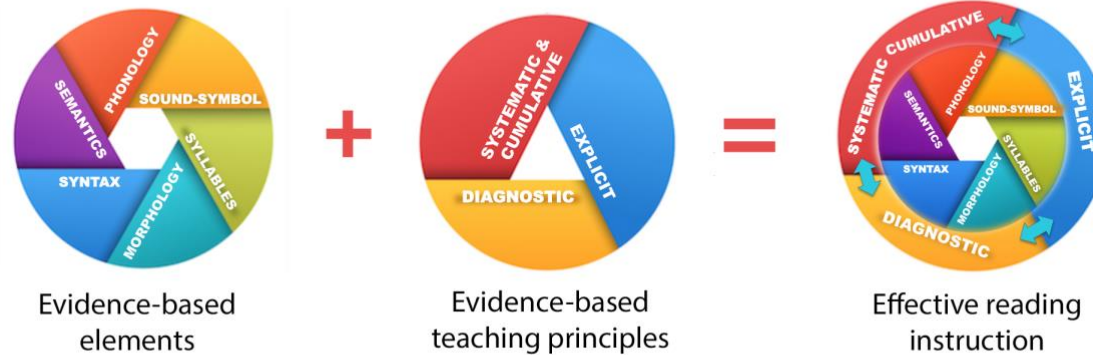 PHONOLOGY
SOUND-SYMBOL
SYLLABLES
MORPHOLOGY
SYNTAX
SEMANTICS
Evidence-based
elements
+
SYSTEMATIC &
CUMULATIVE
EXPLICIT
DIAGNOSTIC
Evidence-based
teaching principles
=
SYSTEMATIC CUMULATIVE
EXPLICIT
DIAGNOSTIC
PHONOLOGY
SOUND-SYMBOL
SYLLABLES
MORPHOLOGY
SYNTAX
SEMANTICS
Effective reading
instruction